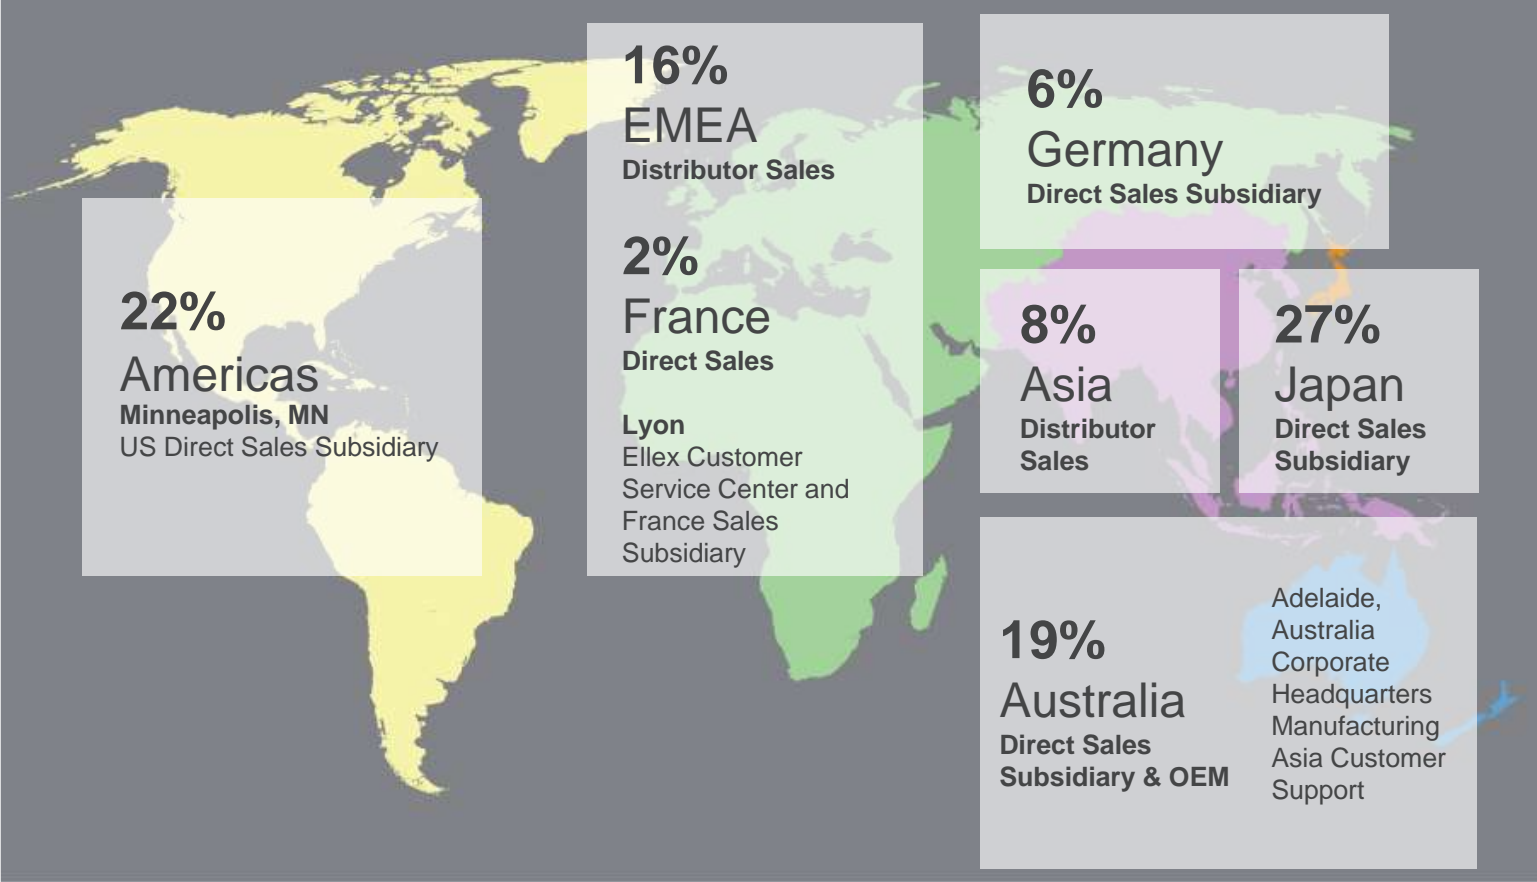 22%
Americas
Minneapolis, MN
US Direct Sales Subsidiary
16%
EMEA
Distributor Sales
2%
France
Direct Sales
Lyon
Ellex Customer
Service Center and
France Sales
Subsidiary
6%
Germany
Direct Sales Subsidiary
8%
Asia
Distributor
Sales
27%
Japan
Direct Sales
Subsidiary
19%
Australia
Direct Sales
Subsidiary & OEM
Adelaide,
Australia
Corporate
Headquarters
Manufacturing
Asia Customer
Support